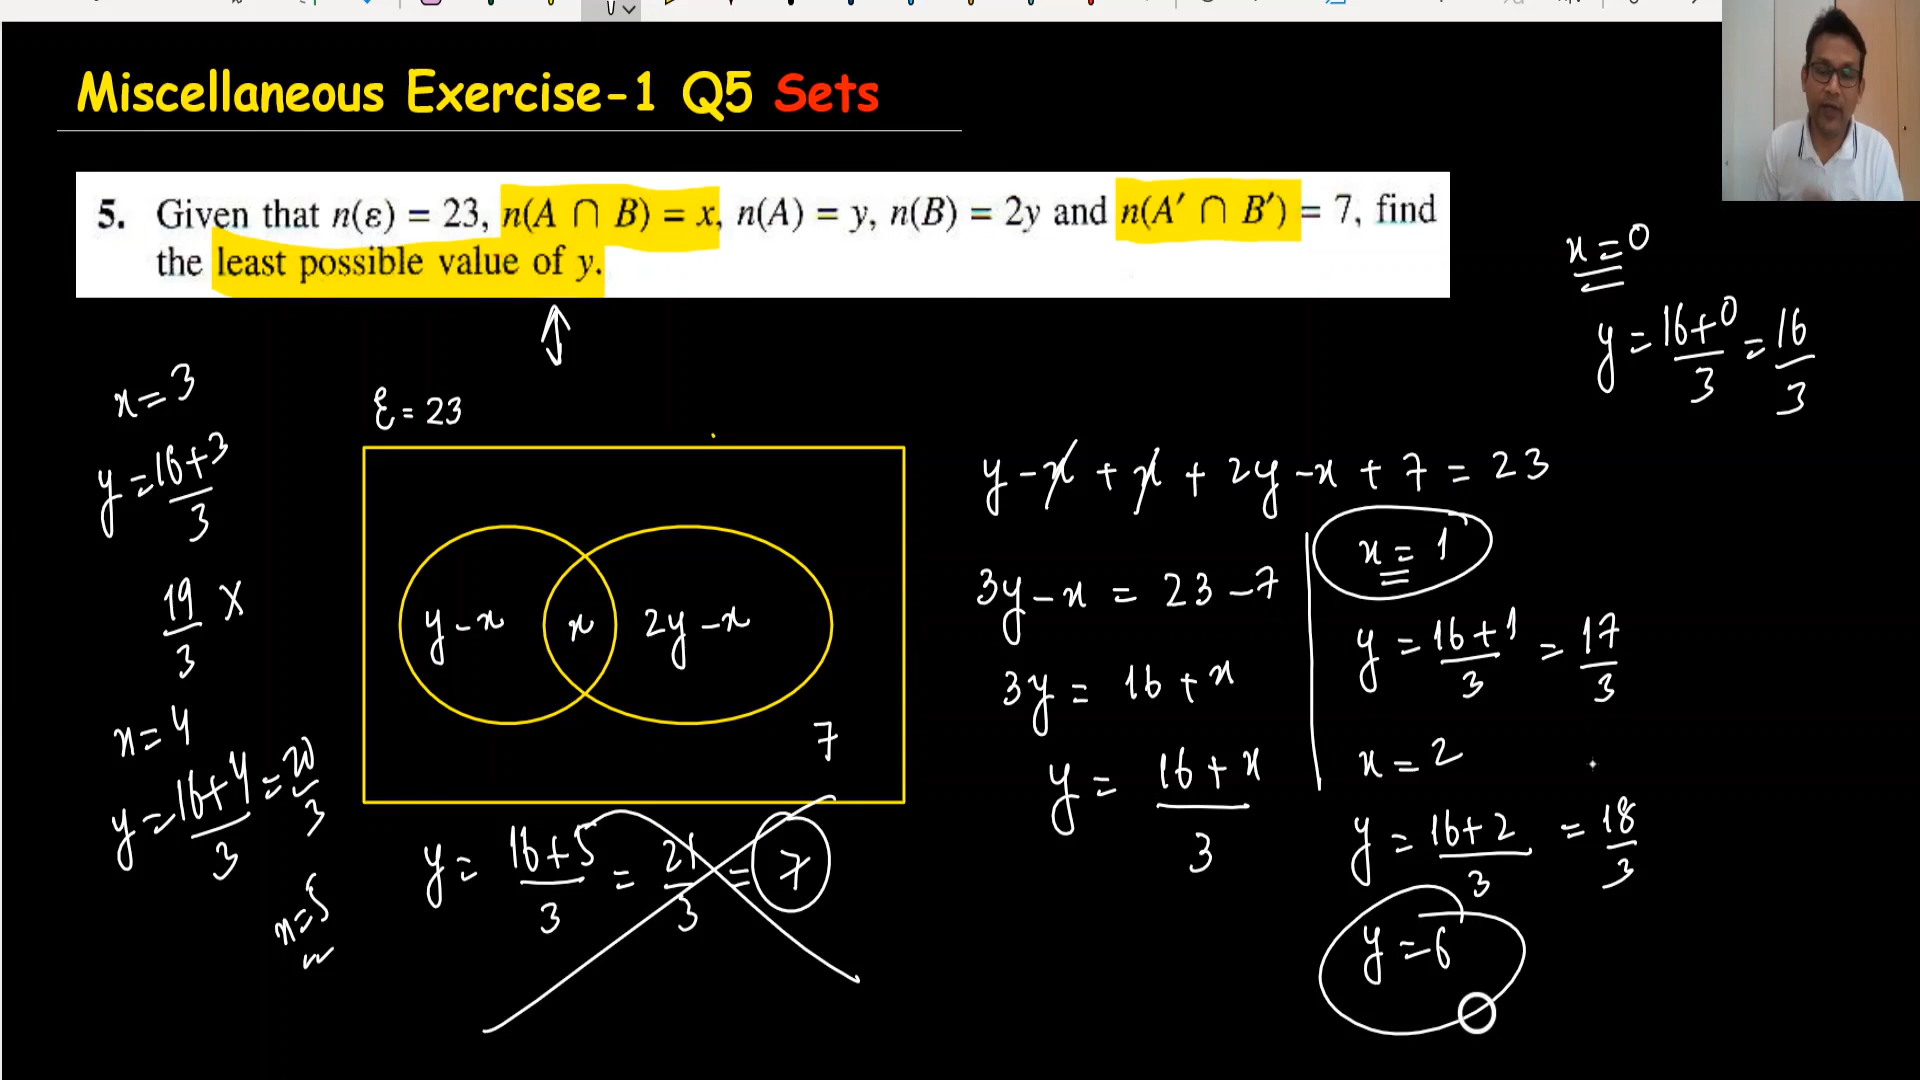 Miscellaneous Exercise-1 Q5 Sets
5. Given that n(ε) = 23, n(A ∩ B) = x, n(A) = y, n(B) = 2y and n(A′ ∩ B′) = 7, find
the least possible value of y.
x = 0
y = 16+0/3 = 16/3
x = 3
y = 16+3/3
19/3 X
x = 4
y = 16+4/3 = 20/3
x = 5
ε = 23
y - x
x
2y - x
7
y = 16+5/3 = 21/3 = 7
y - x + x + 2y - x + 7 = 23
3y - x = 23 - 7
3y = 16 + x
y = 16 + x/3
x = 1
y = 16+1/3 = 17/3
x = 2
y = 16+2/3 = 18/3
y = 6